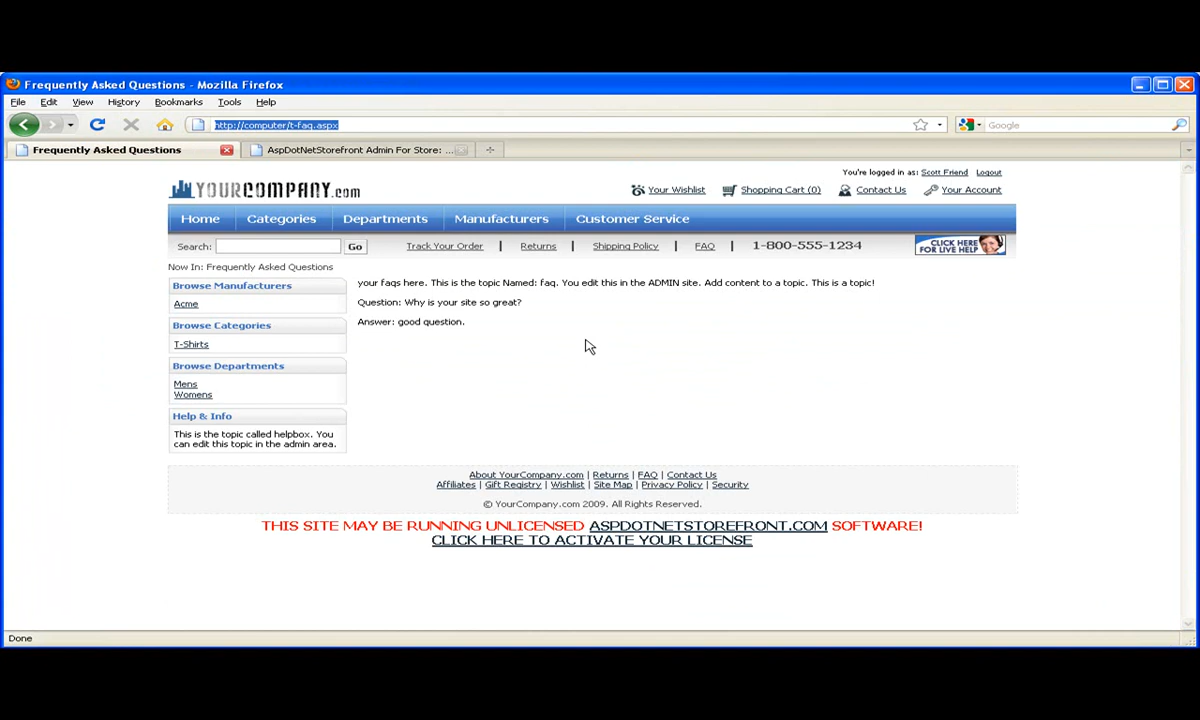 Frequently Asked Questions - Mozilla Firefox
File Edit View History Bookmarks Tools Help
http://computer/t-faq.aspx
Google
Frequently Asked Questions
AspDotNetStorefront Admin For Store: ...
You're logged in as: Scott Friend Logout
YOURCOMPANY.com
Your Wishlist Shopping Cart (0) Contact Us Your Account
Home Categories Departments Manufacturers Customer Service
Search: Go Track Your Order | Returns | Shipping Policy | FAQ | 1-800-555-1234
CLICK HERE
FOR LIVE HELP
Now In: Frequently Asked Questions
Browse Manufacturers
Acme
Browse Categories
T-Shirts
Browse Departments
Mens
Womens
Help & Info
This is the topic called helpbox. You
can edit this topic in the admin area.
your faqs here. This is the topic Named: faq. You edit this in the ADMIN site. Add content to a topic. This is a topic!
Question: Why is your site so great?
Answer: good question.
About YourCompany.com | Returns | FAQ | Contact Us
Affiliates | Gift Registry | Wishlist | Site Map | Privacy Policy | Security
© YourCompany.com 2009. All Rights Reserved.
THIS SITE MAY BE RUNNING UNLICENSED ASPDOTNETSTOREFRONT.COM SOFTWARE!
CLICK HERE TO ACTIVATE YOUR LICENSE
Done